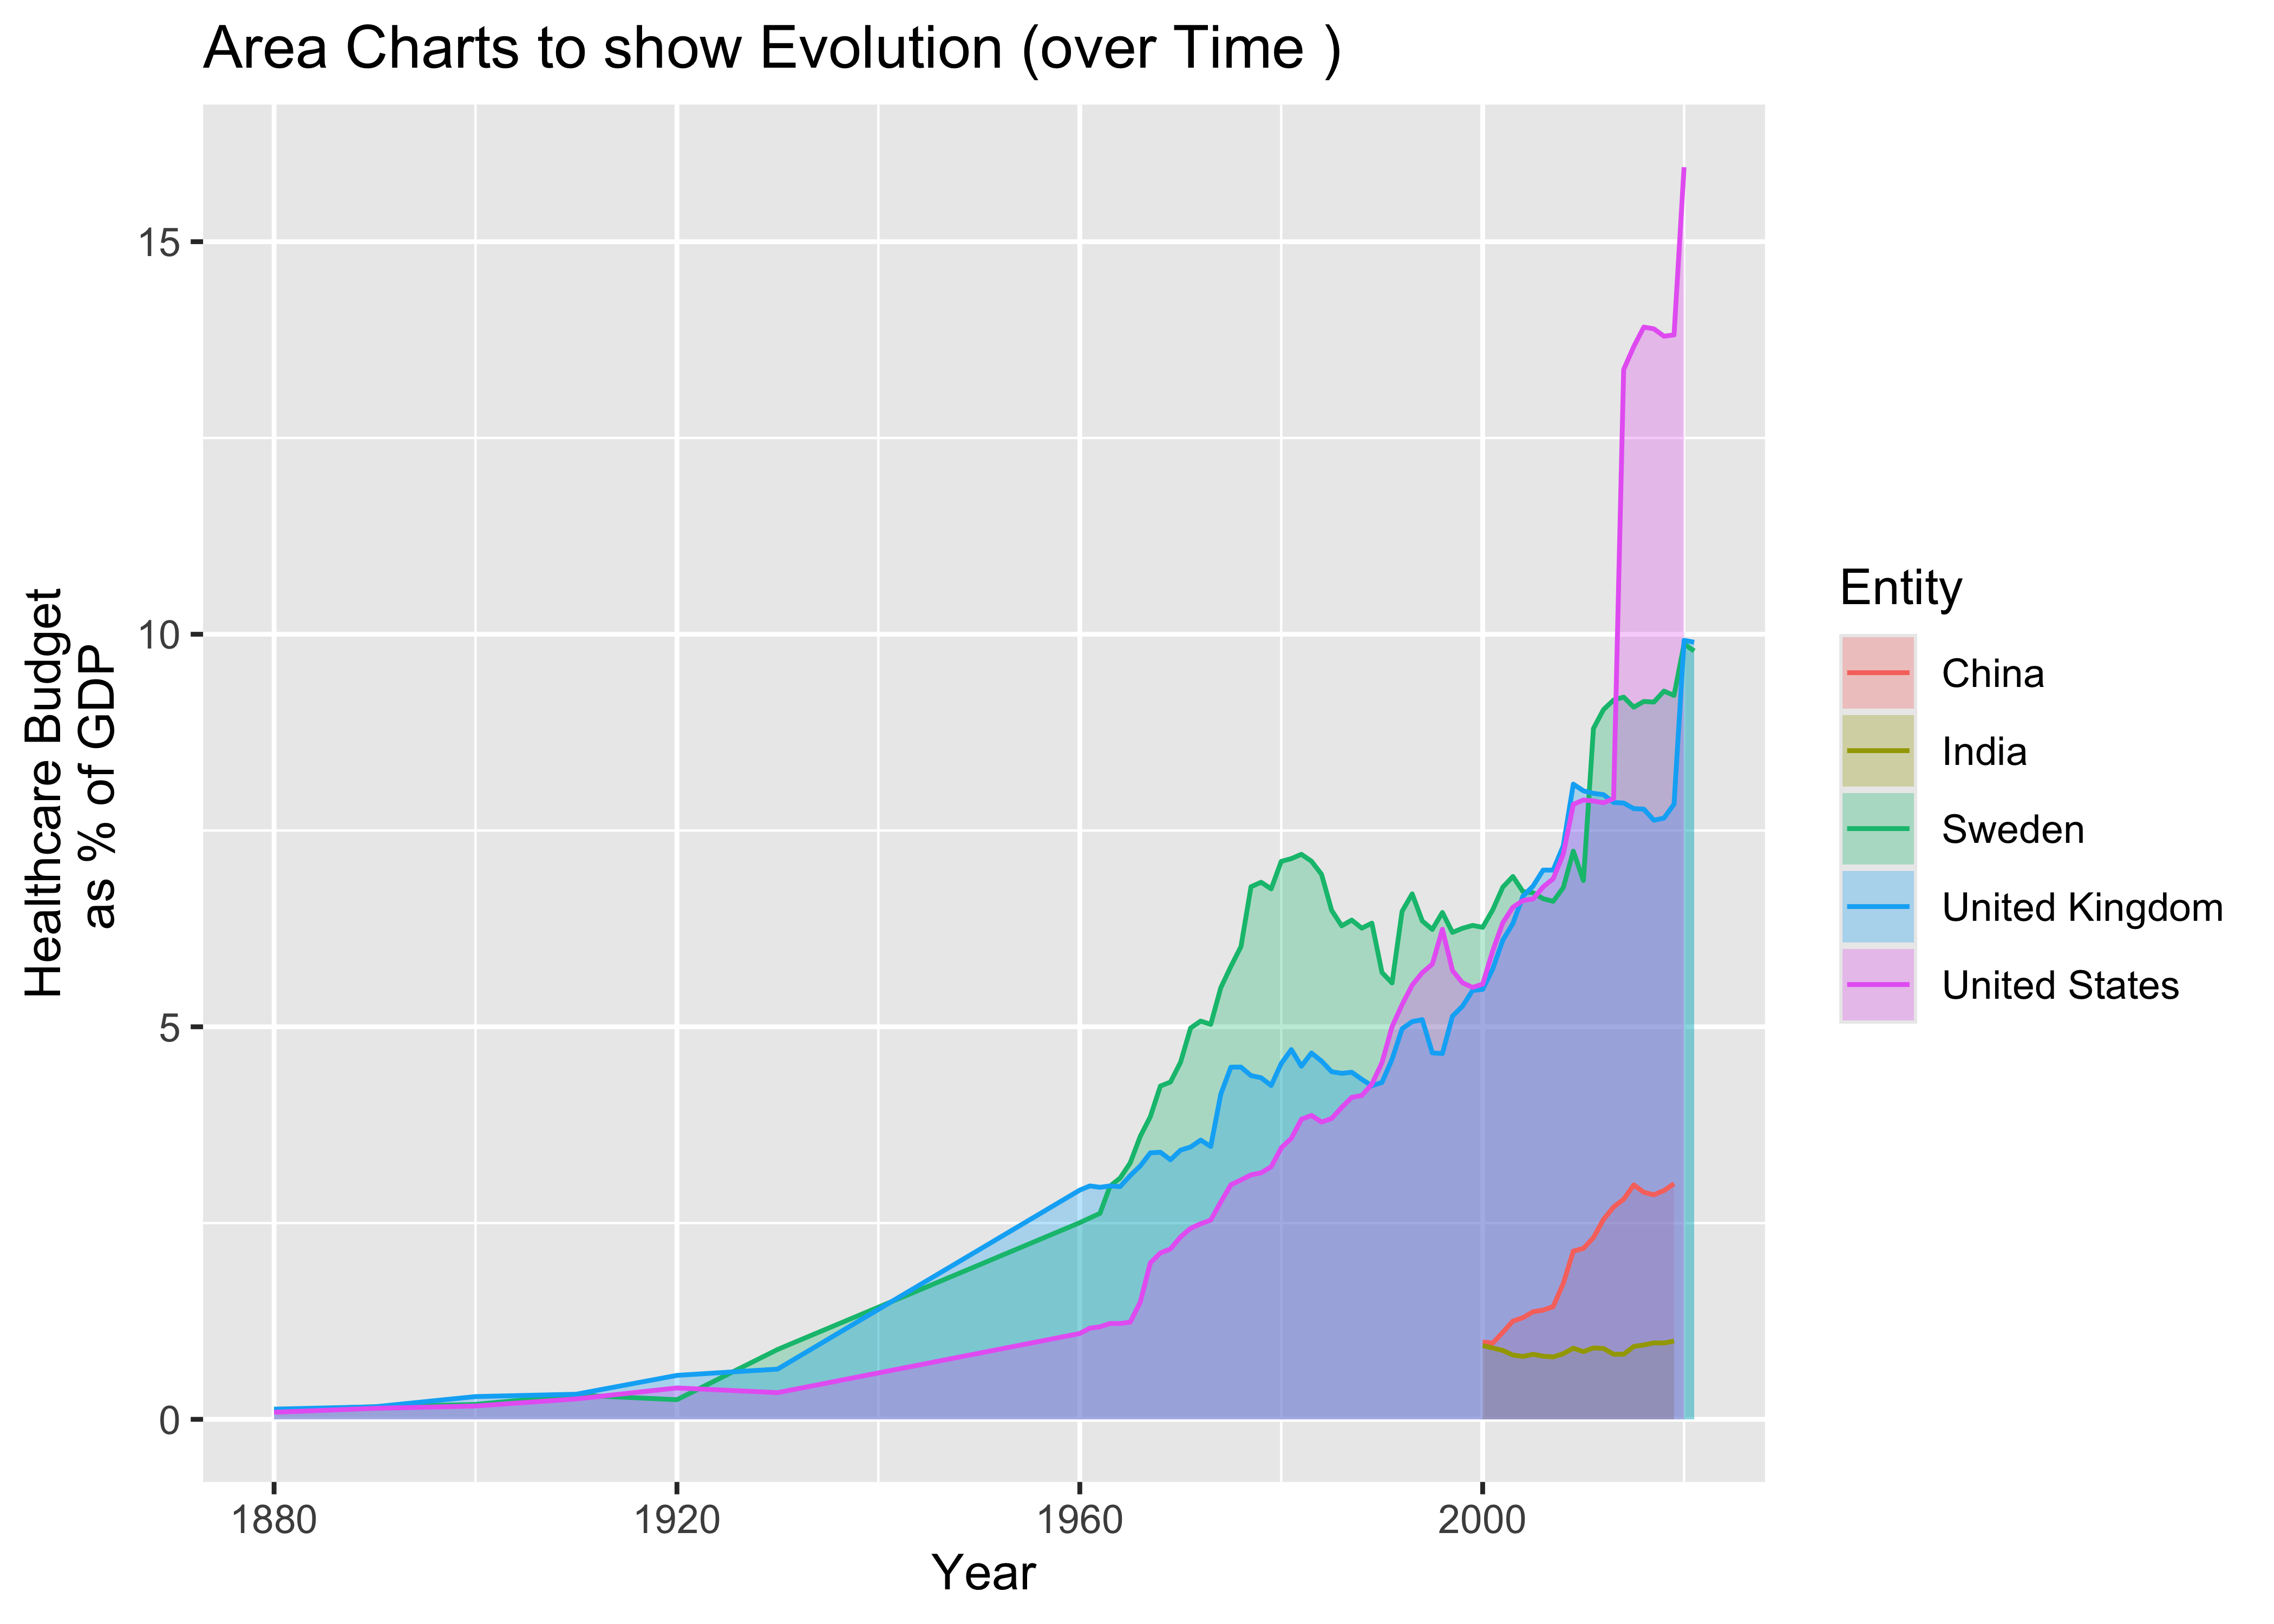 Area Charts to show Evolution (over Time )
Healthcare Budget
as % of GDP
15
10
5
0
1880
1920
1960
2000
Year
Entity
China
India
Sweden
United Kingdom
United States